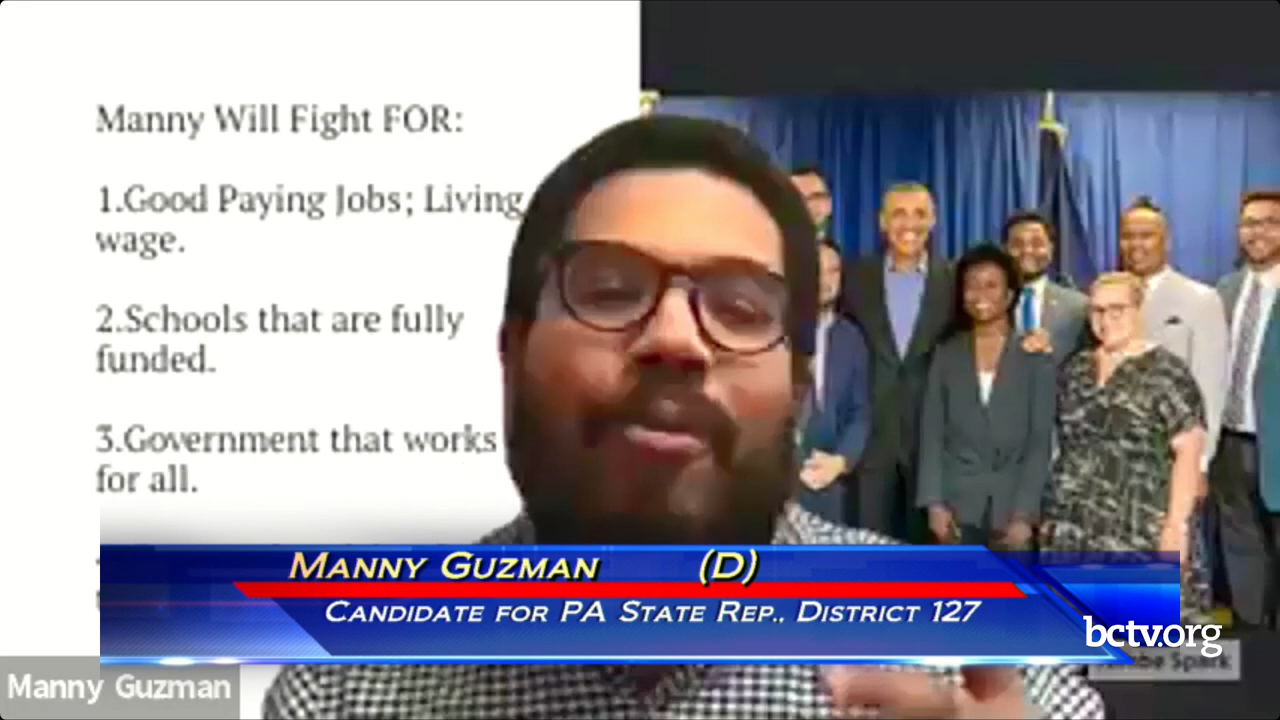 Manny Will Fight FOR:
1.Good Paying Jobs; Living
wage.
2.Schools that are fully
funded.
3.Government that works
for all.
MANNY GUZMAN (D)
CANDIDATE FOR PA STATE REP., DISTRICT 127
bctv.org
Spark
Manny Guzman